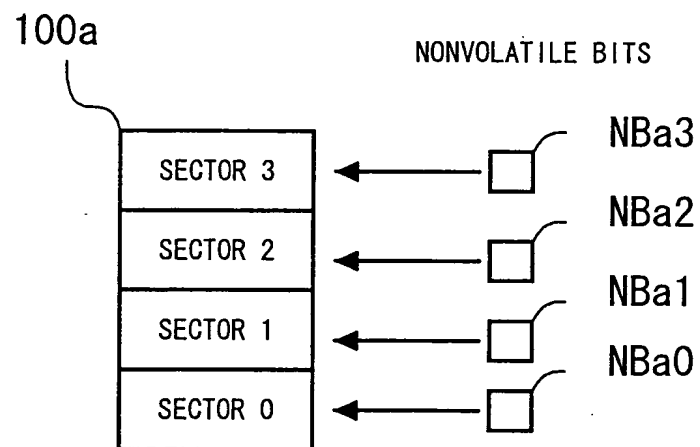 100a
NONVOLATILE BITS
NBa3
SECTOR 3
NBa2
SECTOR 2
NBa1
SECTOR 1
NBa0
SECTOR 0